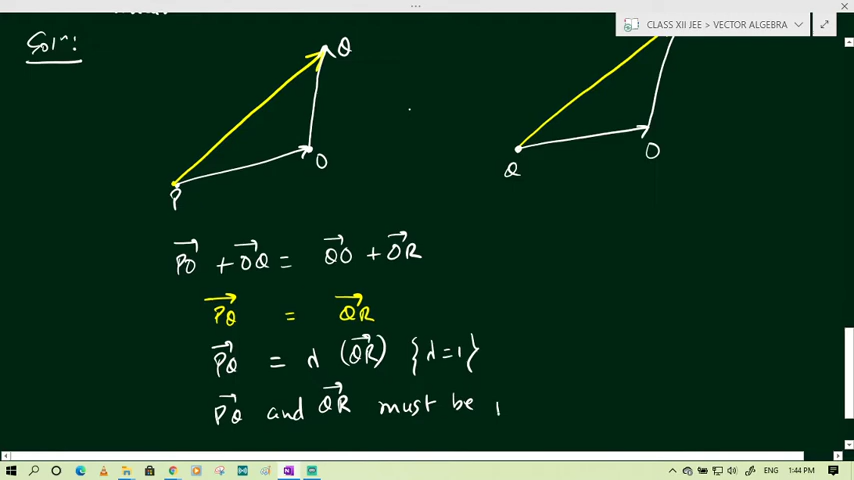 CLASS XII JEE > VECTOR ALGEBRA
Soln:
Q
O
P
Q
O
PO + OQ = QO + OR
PQ = QR
PQ = λ (QR) {λ=1}
PQ and QR must be
ENG 1:44 PM